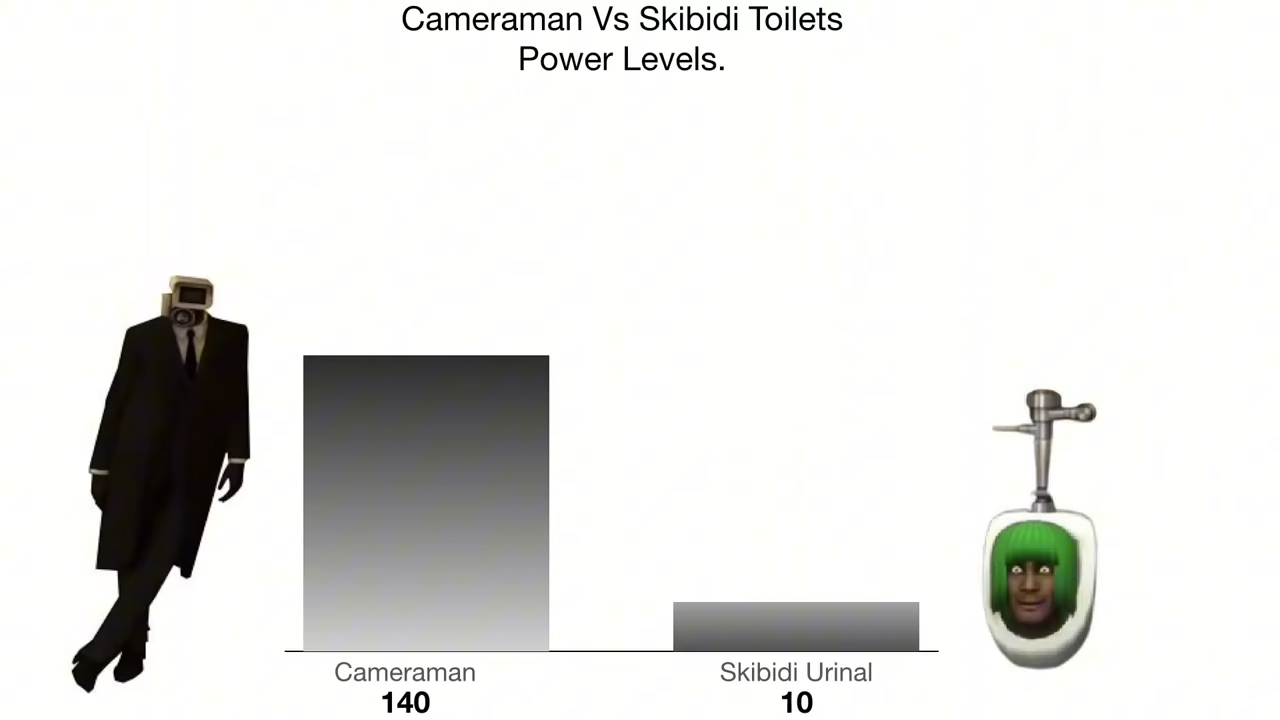 Cameraman Vs Skibidi Toilets
Power Levels.
Cameraman
140
Skibidi Urinal
10